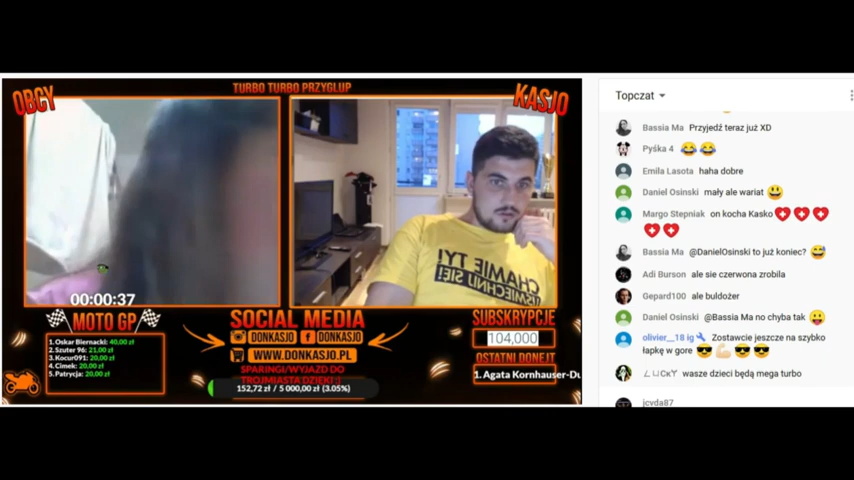 TURBO TURBO PRZYGLUP
OBCY
KASJO
CHAMIE TY!
UŚMIECHNIJ SIĘ!
00:00:37
MOTO GP
1. Oskar Biernacki: 40,00 zł
2. Szuter 96: 21,00 zł
3. Kocur091: 20,00 zł
4. Cimek: 20,00 zł
5. Patrycja: 20,00 zł
SOCIAL MEDIA
DONKASJO
DONKASJO
WWW.DONKASJO.PL
SPARINGI/WYJAZD DO
TROJMIASTA DZIĘKI ;)
152,72 zł / 5 000,00 zł (3.05%)
SUBSKRYPCJE
104,000
OSTATNI DONEJT
1. Agata Kornhauser-Du
Topczat
Bassia Ma Przyjedź teraz już XD
Pyśka 4 😂 😂
Emila Lasota haha dobre
Daniel Osinski mały ale wariat 😃
Margo Stepniak on kocha Kasko
Bassia Ma @DanielOsinski to już koniec? 😅
Adi Burson ale sie czerwona zrobila
Gepard100 ale buldożer
Daniel Osinski @Bassia Ma no chyba tak 😛
olivier__18 ig 🔧 Zostawcie jeszcze na szybko
łapkę w gore 😎 💪🏻 😎 😎
ㄥㄩCKY wasze dzieci będą mega turbo
jcvda87